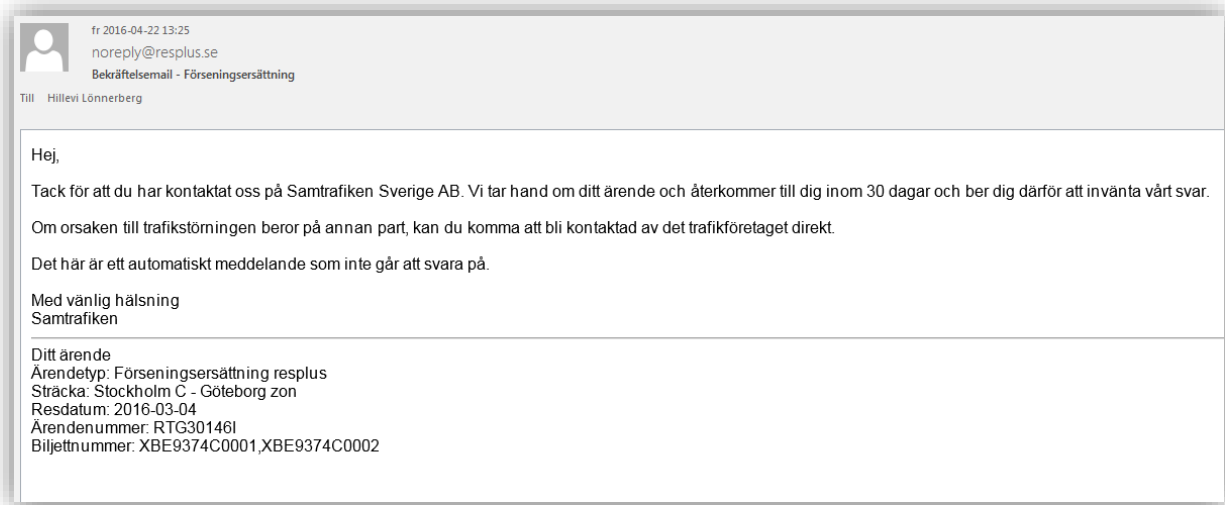 fr 2016-04-22 13:25
noreply@resplus.se
Bekräftelsemail - Förseningsersättning
Till Hillevi Lönnerberg
Hej,
Tack för att du har kontaktat oss på Samtrafiken Sverige AB. Vi tar hand om ditt ärende och återkommer till dig inom 30 dagar och ber dig därför att invänta vårt svar.
Om orsaken till trafikstörningen beror på annan part, kan du komma att bli kontaktad av det trafikföretaget direkt.
Det här är ett automatiskt meddelande som inte går att svara på.
Med vänlig hälsning
Samtrafiken
Ditt ärende
Ärendetyp: Förseningsersättning resplus
Sträcka: Stockholm C - Göteborg zon
Resdatum: 2016-03-04
Ärendenummer: RTG30146I
Biljettnummer: XBE9374C0001,XBE9374C0002